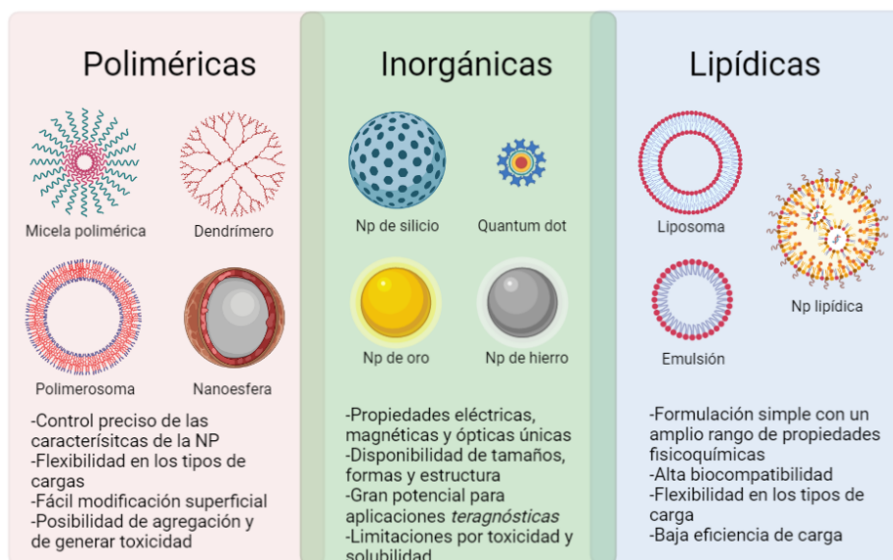 Poliméricas
Micela polimérica
Dendrímero
Polimerosoma
Nanoesfera
-Control preciso de las
caracterísitcas de la NP
-Flexibilidad en los tipos de
cargas
-Fácil modificación superficial
-Posibilidad de agregación y
de generar toxicidad
Inorgánicas
Np de silicio
Quantum dot
Np de oro
Np de hierro
-Propiedades eléctricas,
magnéticas y ópticas únicas
-Disponibilidad de tamaños,
formas y estructura
-Gran potencial para
aplicaciones teragnósticas
-Limitaciones por toxicidad y
solubilidad
Lipídicas
Liposoma
Np lipídica
Emulsión
-Formulación simple con un
amplio rango de propiedades
fisicoquímicas
-Alta biocompatibilidad
-Flexibilidad en los tipos de
carga
-Baja eficiencia de carga